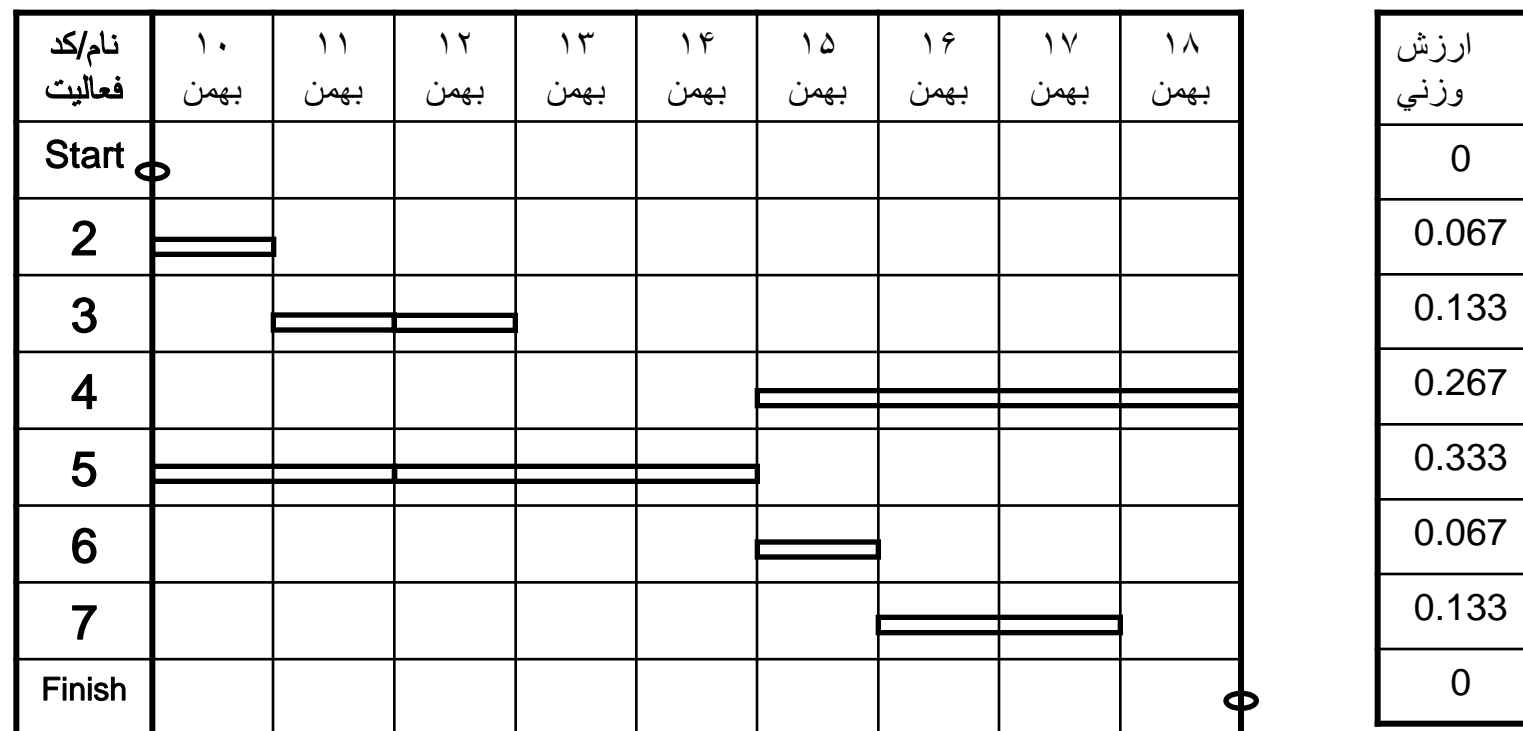 نام/کد فعالیت ۱۰ بهمن ۱۱ بهمن ۱۲ بهمن ۱۳ بهمن ۱۴ بهمن ۱۵ بهمن ۱۶ بهمن ۱۷ بهمن ۱۸ بهمن ارزش وزني
Start 0
2 0.067
3 0.133
4 0.267
5 0.333
6 0.067
7 0.133
Finish 0